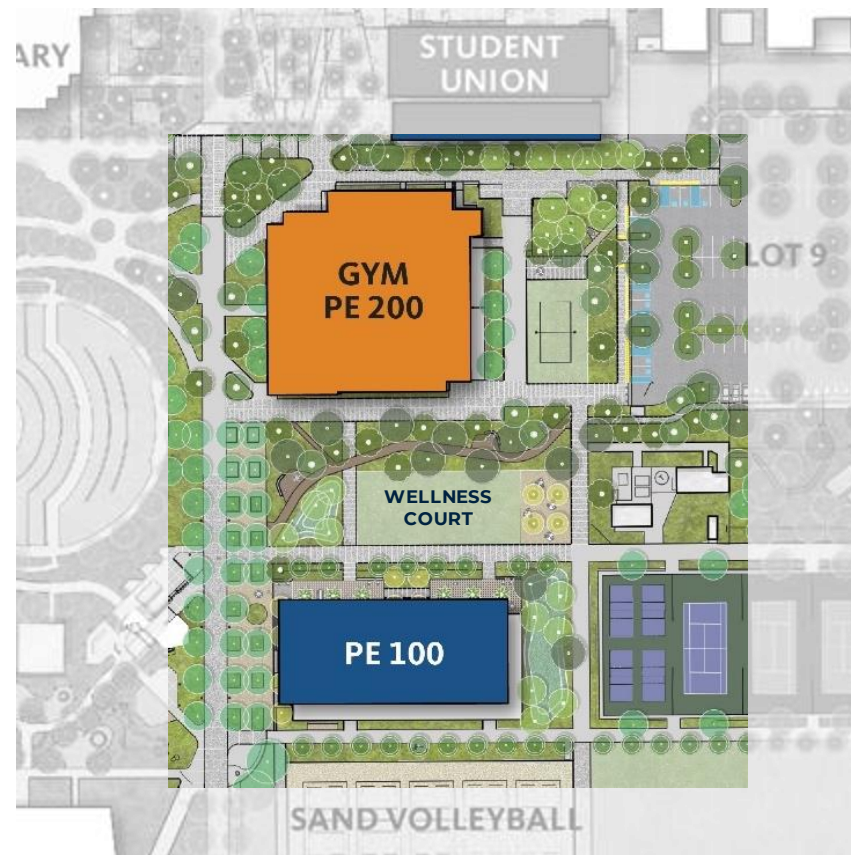 ARY
STUDENT
UNION
LOT 9
GYM
PE 200
WELLNESS
COURT
PE 100
SAND VOLLEYBALL